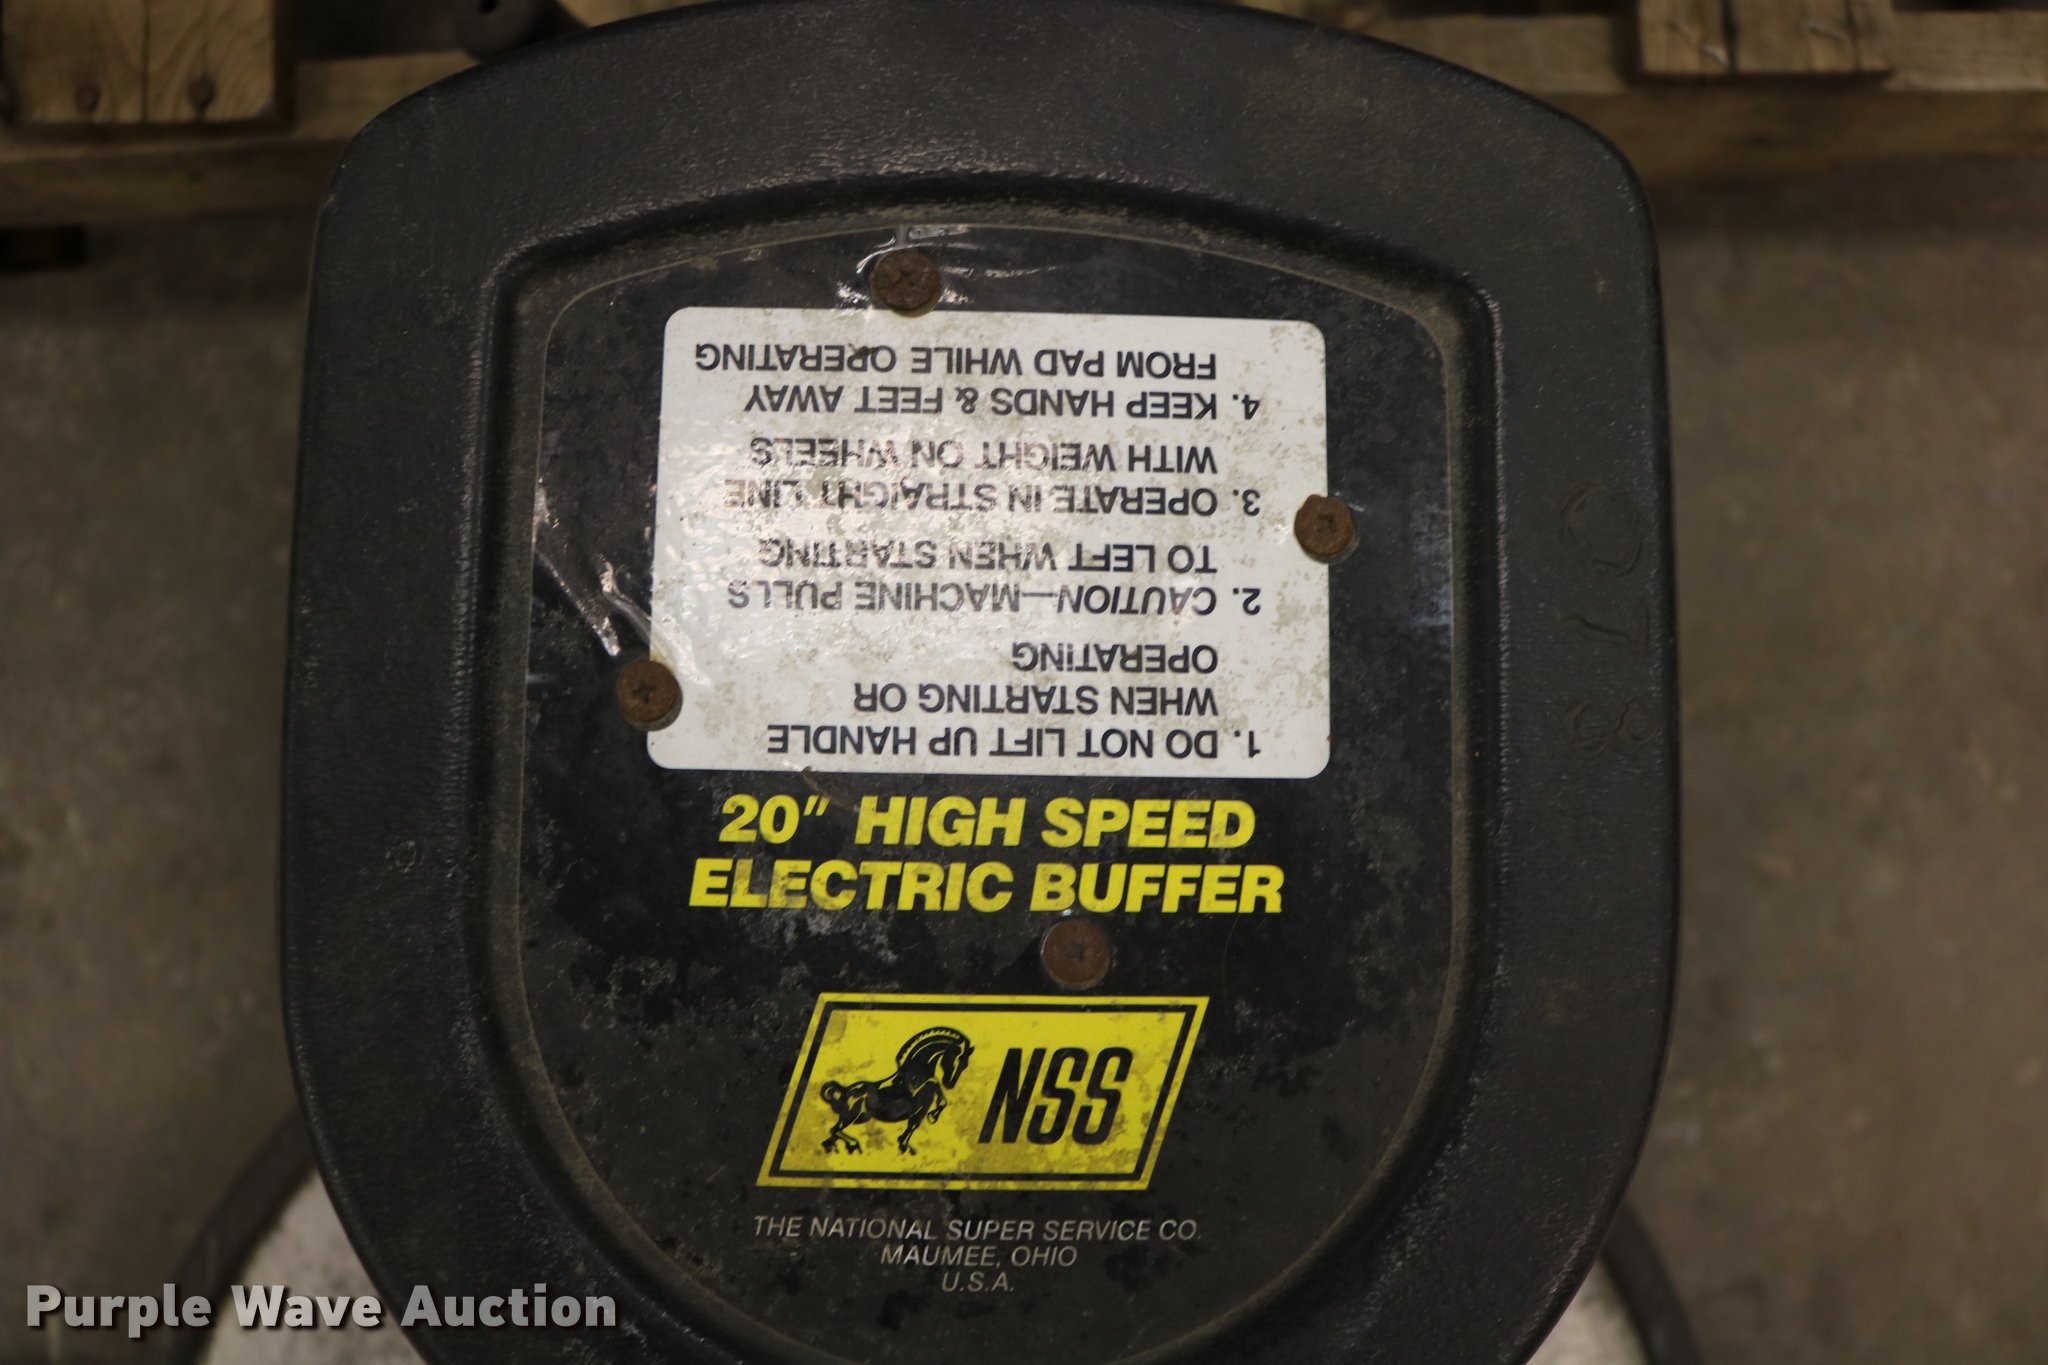 1. DO NOT LIFT UP HANDLE
WHEN STARTING OR
OPERATING
2. CAUTION—MACHINE PULLS
TO LEFT WHEN STARTING
3. OPERATE IN STRAIGHT LINE
WITH WEIGHT ON WHEELS
4. KEEP HANDS & FEET AWAY
FROM PAD WHILE OPERATING
20" HIGH SPEED
ELECTRIC BUFFER
NSS
THE NATIONAL SUPER SERVICE CO.
MAUMEE, OHIO
U.S.A.
078
Purple Wave Auction